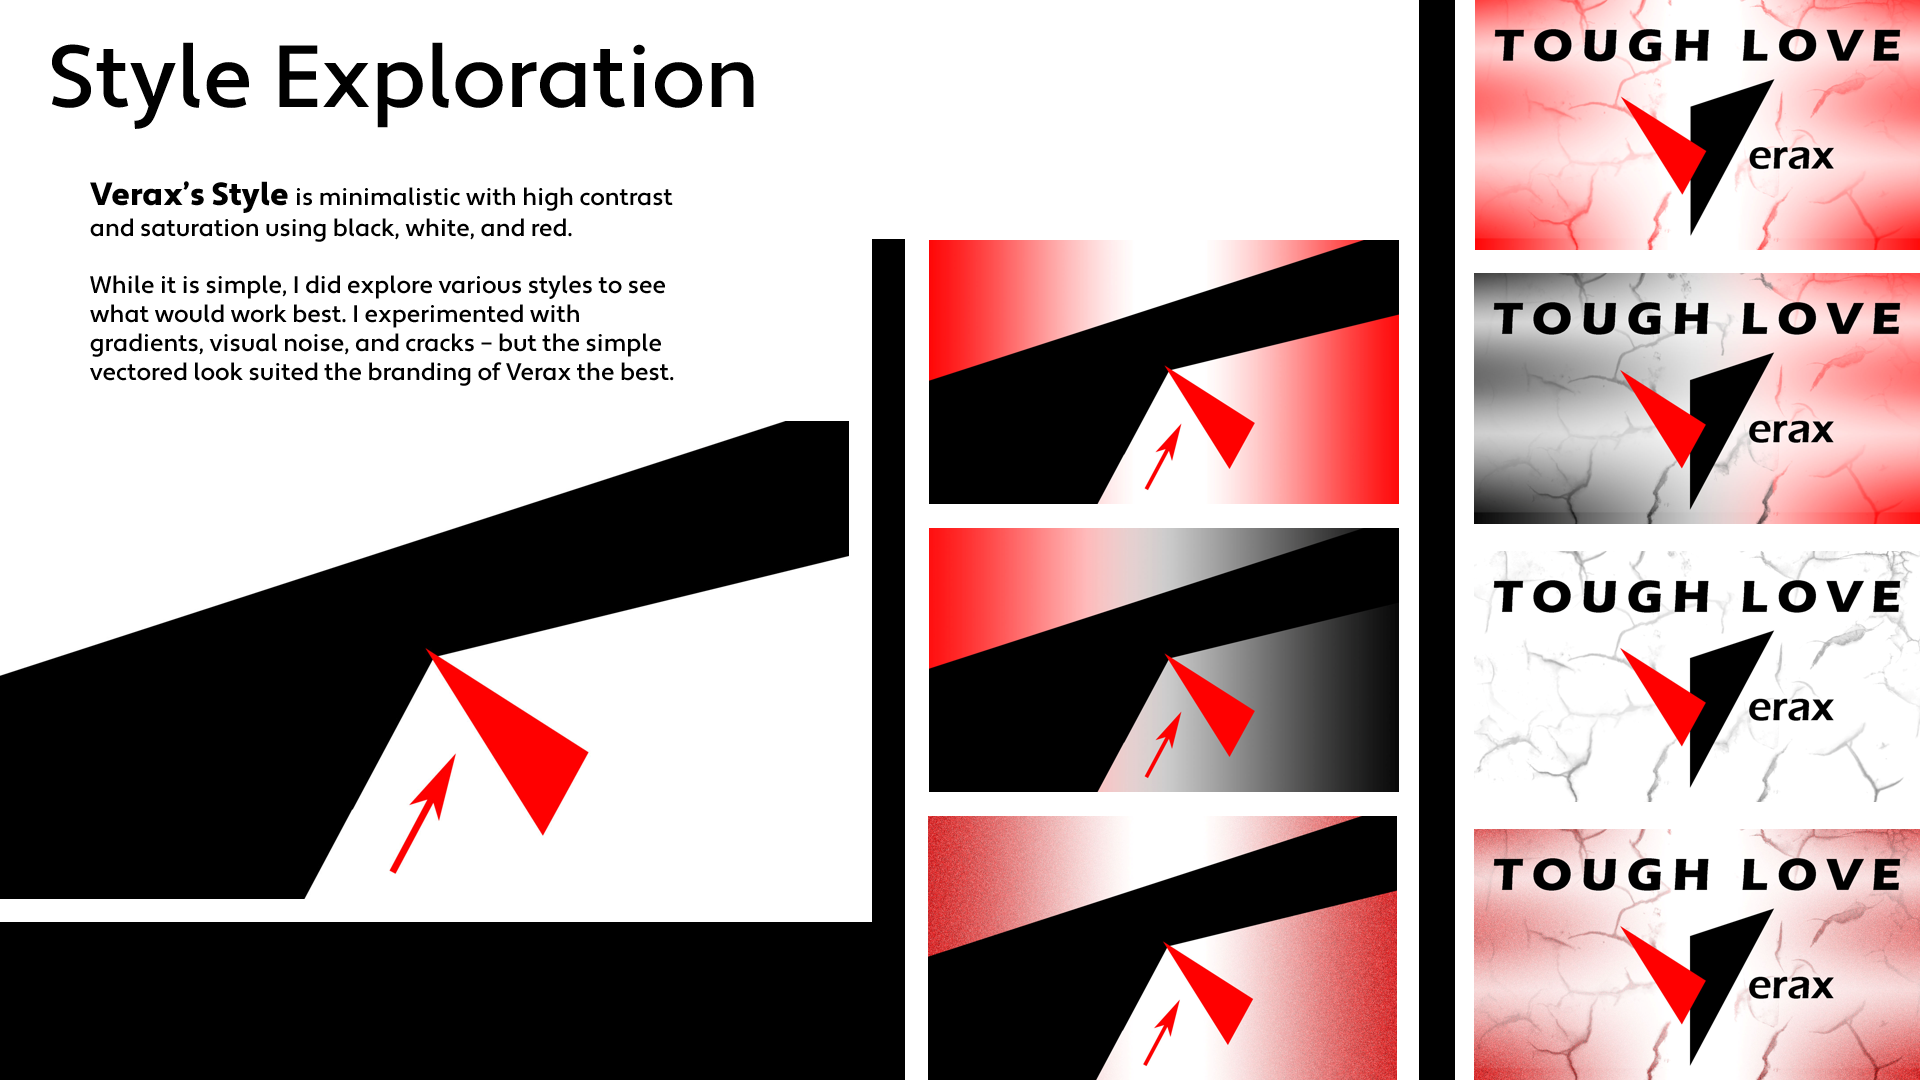 Style Exploration
Verax’s Style is minimalistic with high contrast
and saturation using black, white, and red.
While it is simple, I did explore various styles to see
what would work best. I experimented with
gradients, visual noise, and cracks – but the simple
vectored look suited the branding of Verax the best.
TOUGH LOVE
erax
TOUGH LOVE
erax
TOUGH LOVE
erax
TOUGH LOVE
erax